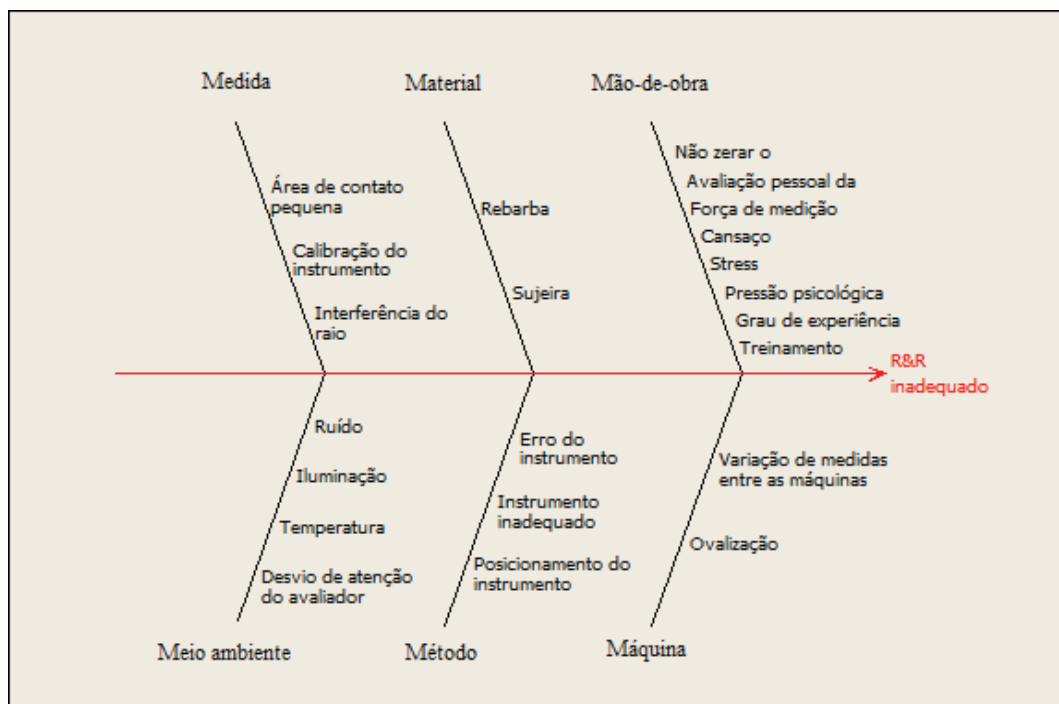 Medida
Material
Mão-de-obra
Área de contato
pequena
Calibração do
instrumento
Interferência do
raio
Rebarba
Sujeira
Não zerar o
Avaliação pessoal da
Força de medição
Cansaço
Stress
Pressão psicológica
Grau de experiência
Treinamento
R&R
inadequado
Ruído
Iluminação
Temperatura
Desvio de atenção
do avaliador
Erro do
instrumento
Instrumento
inadequado
Posicionamento do
instrumento
Variação de medidas
entre as máquinas
Ovalização
Meio ambiente
Método
Máquina